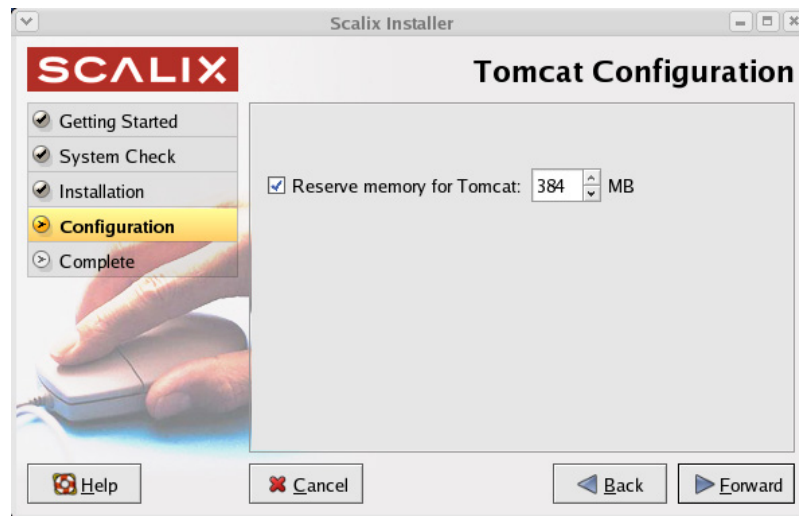 Scalix Installer
SCALIX
Tomcat Configuration
Getting Started
System Check
Installation
Configuration
Complete
Reserve memory for Tomcat: 384 MB
Help
Cancel
Back
Forward